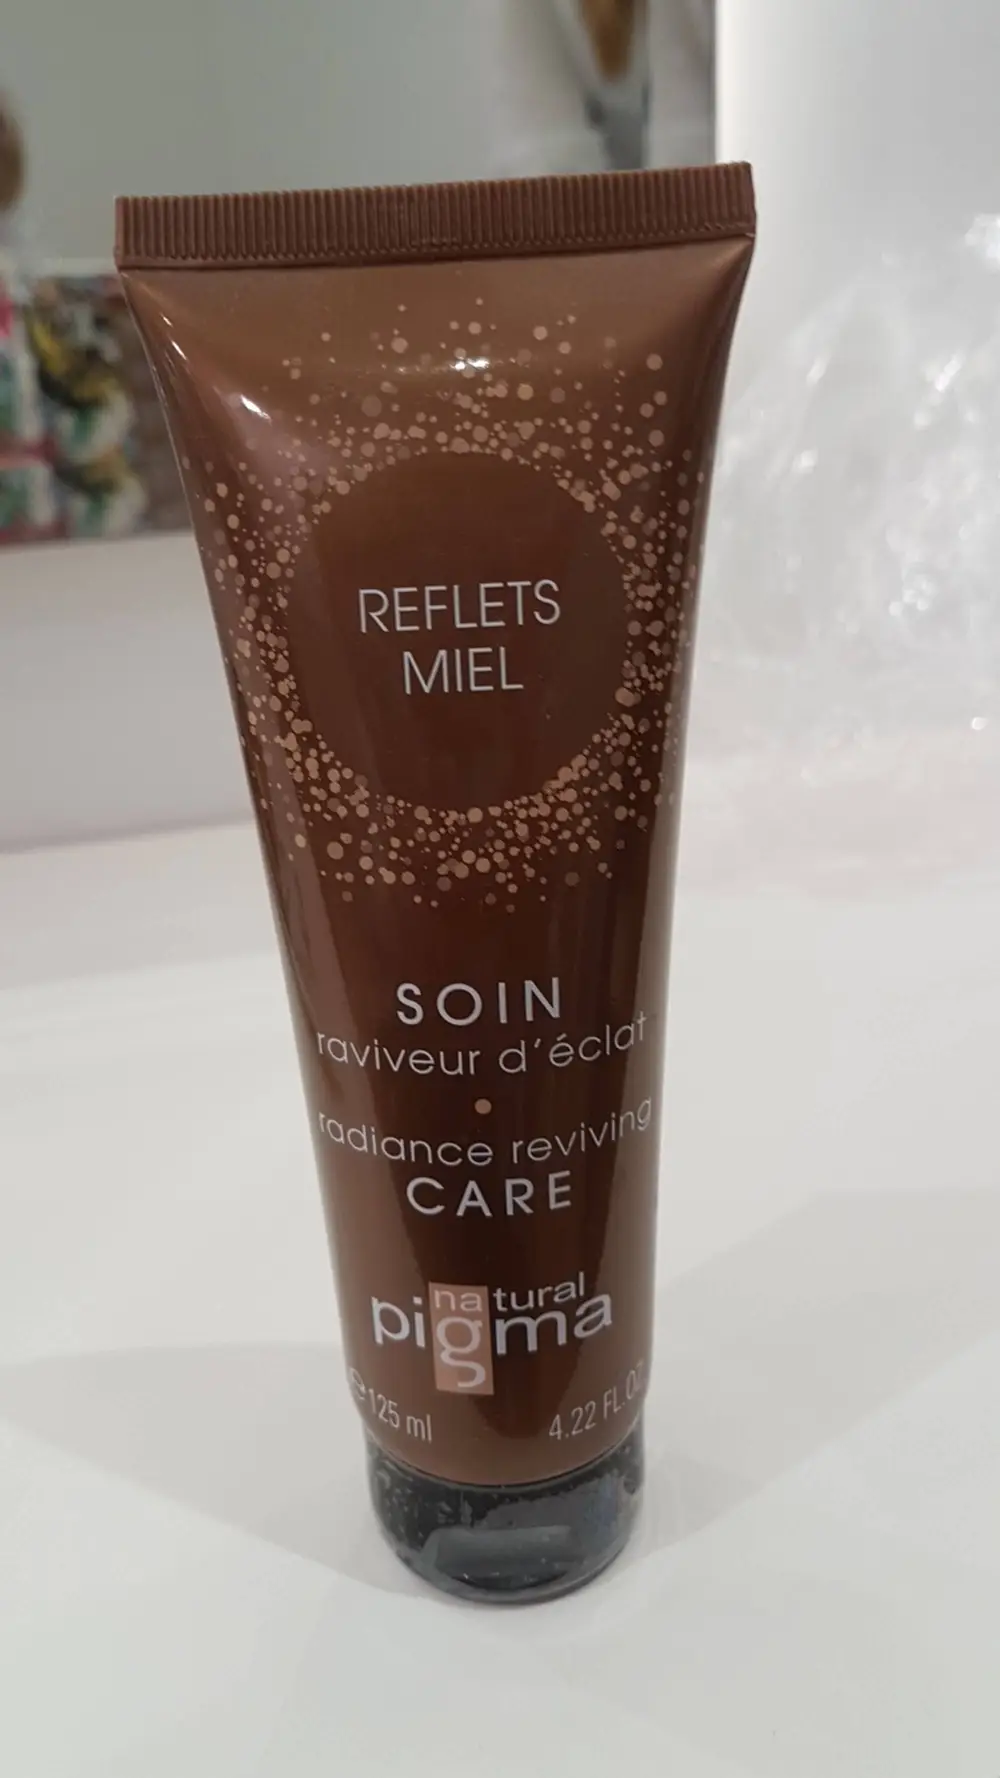 REFLETS
MIEL
SOIN
raviveur d'éclat
•
radiance reviving
CARE
natural
pigma
℮125 ml 4.22 FL.OZ